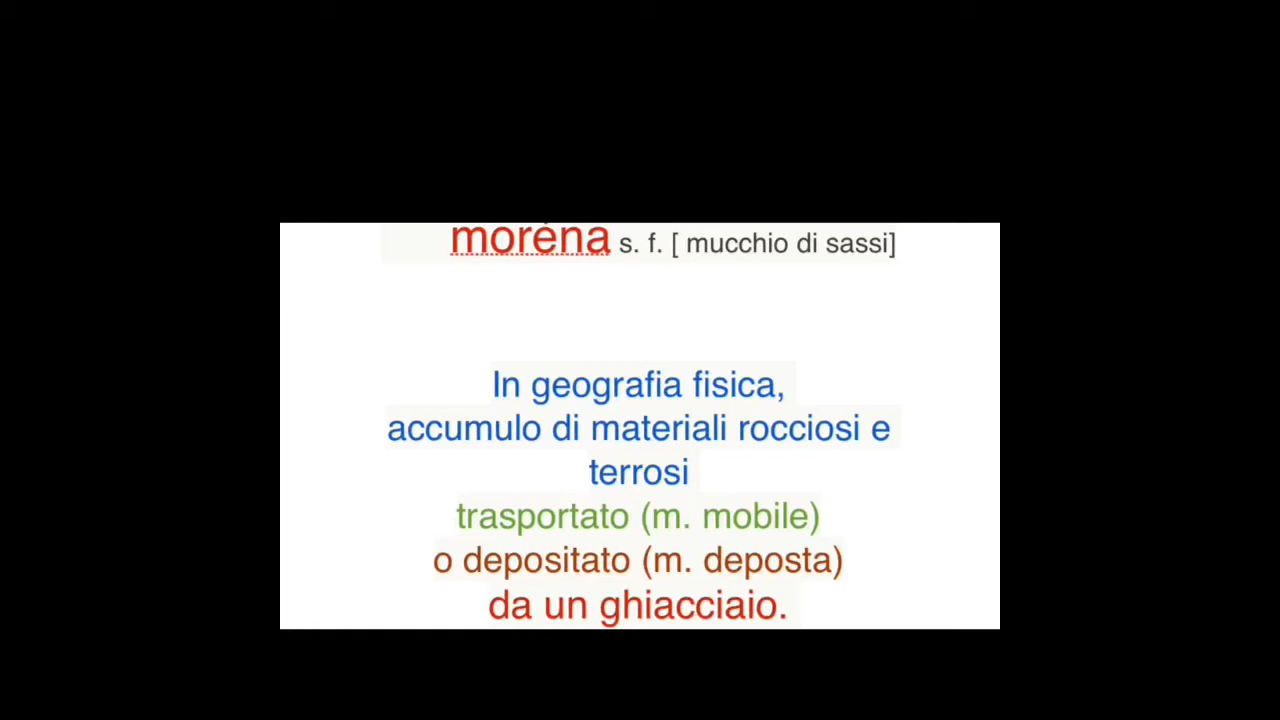 morèna s. f. [ mucchio di sassi]
In geografia fisica,
accumulo di materiali rocciosi e
terrosi
trasportato (m. mobile)
o depositato (m. deposta)
da un ghiacciaio.